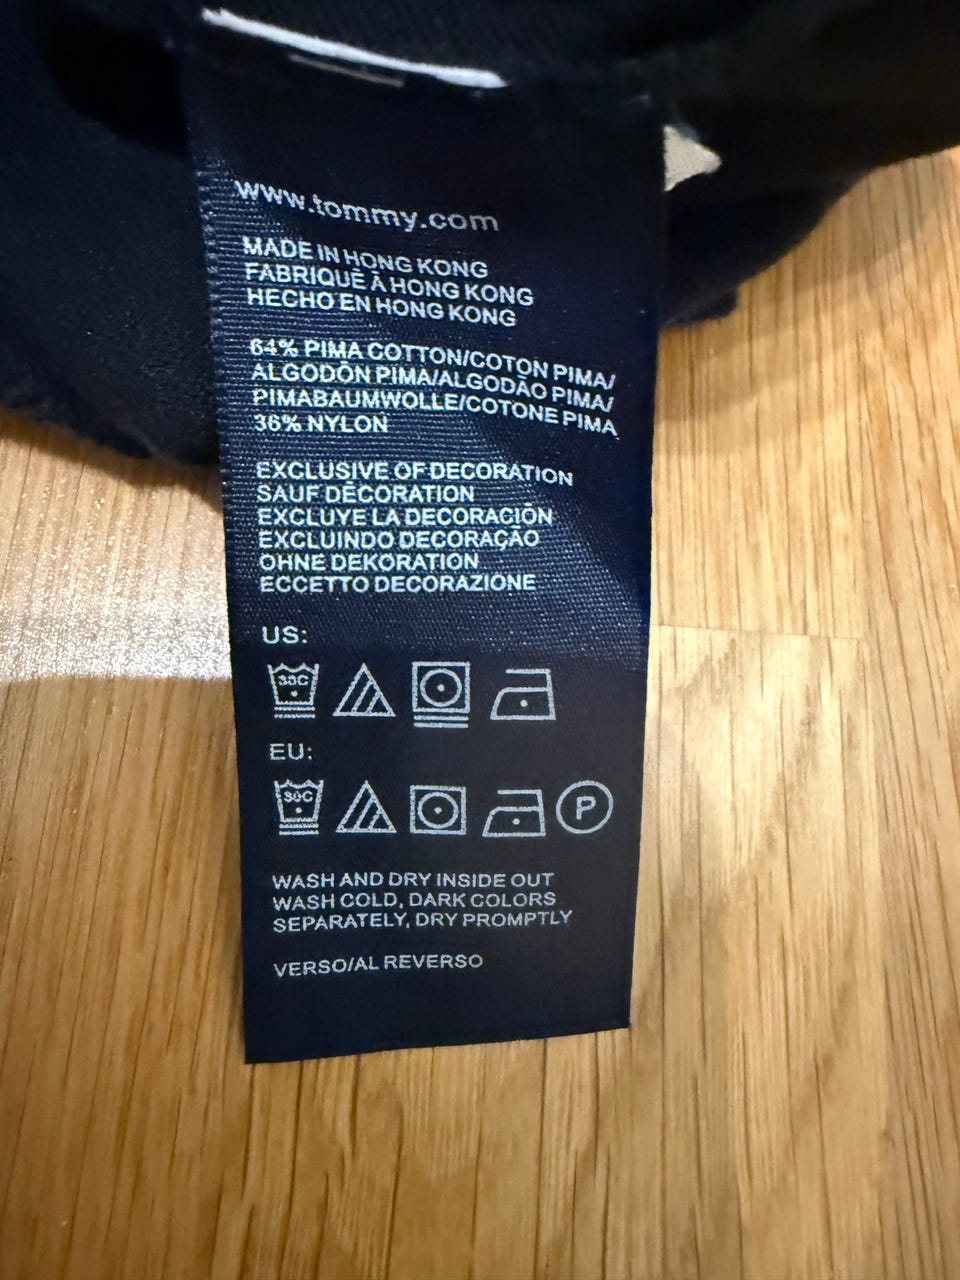 www.tommy.com
MADE IN HONG KONG
FABRIQUÉ À HONG KONG
HECHO EN HONG KONG
64% PIMA COTTON/COTON PIMA/
ALGODÓN PIMA/ALGODÃO PIMA/
PIMABAUMWOLLE/COTONE PIMA
36% NYLON
EXCLUSIVE OF DECORATION
SAUF DÉCORATION
EXCLUYE LA DECORACIÓN
EXCLUINDO DECORAÇÃO
OHNE DEKORATION
ECCETTO DECORAZIONE
US:
30C
EU:
30C
P
WASH AND DRY INSIDE OUT
WASH COLD, DARK COLORS
SEPARATELY, DRY PROMPTLY
VERSO/AL REVERSO